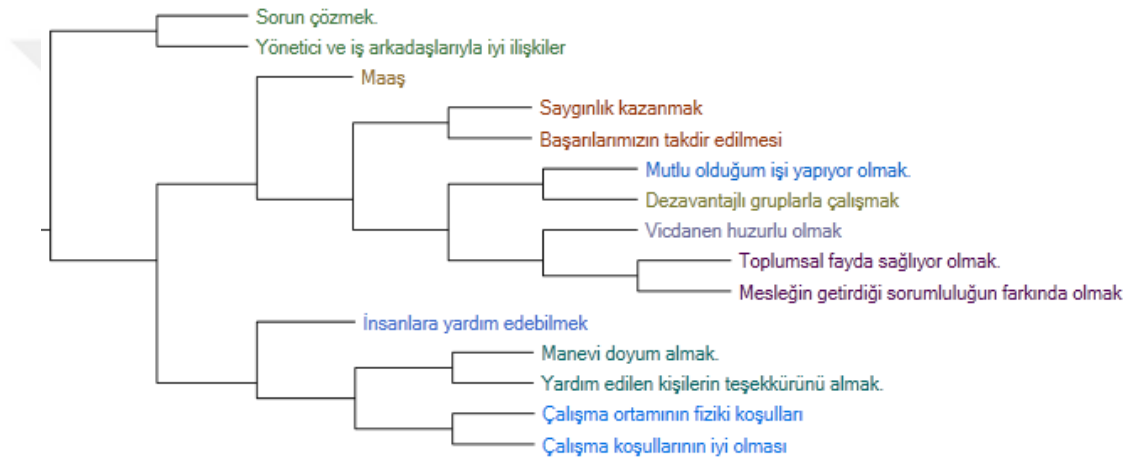 Sorun çözmek.
Yönetici ve iş arkadaşlarıyla iyi ilişkiler
Maaş
Saygınlık kazanmak
Başarılarımızın takdir edilmesi
Mutlu olduğum işi yapıyor olmak.
Dezavantajlı gruplarla çalışmak
Vicdanen huzurlu olmak
Toplumsal fayda sağlıyor olmak.
Mesleğin getirdiği sorumluluğun farkında olmak
İnsanlara yardım edebilmek
Manevi doyum almak.
Yardım edilen kişilerin teşekkürünü almak.
Çalışma ortamının fiziki koşulları
Çalışma koşullarının iyi olması